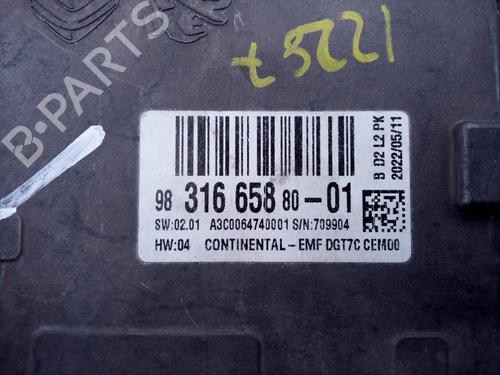 B-PARTS
98 316 658 80-01
SW:02.01 A3C0064740001 S/N:709904
HW:04 CONTINENTAL-EMF DGT7C CEM00
B D2 L2 PK
2022/05/11